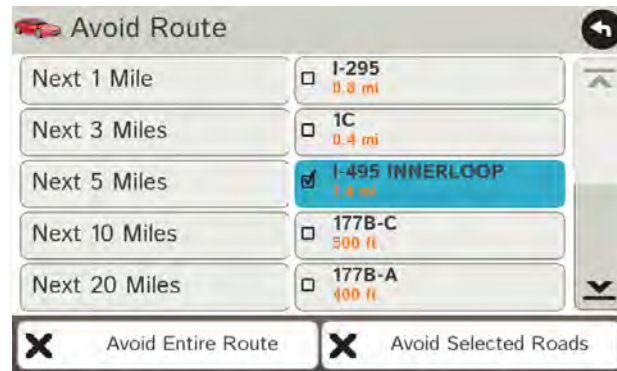 Avoid Route
Next 1 Mile
I-295
0.8 mi
Next 3 Miles
1C
0.4 mi
Next 5 Miles
I-495 INNERLOOP
1.4 mi
Next 10 Miles
177B-C
500 ft
Next 20 Miles
177B-A
400 ft
Avoid Entire Route
Avoid Selected Roads